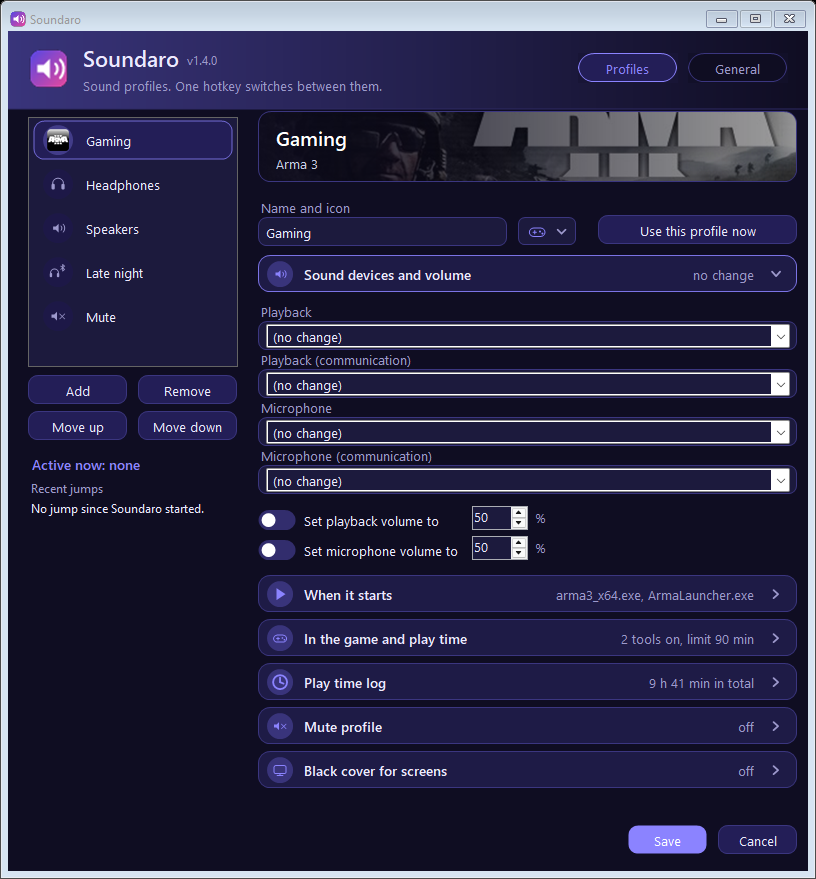 Soundaro
Soundaro v1.4.0
Sound profiles. One hotkey switches between them.
Profiles
General
Gaming
Headphones
Speakers
Late night
Mute
Add
Remove
Move up
Move down
Active now: none
Recent jumps
No jump since Soundaro started.
ARMA
III
Gaming
Arma 3
Name and icon
Gaming
Use this profile now
Sound devices and volume no change
Playback
(no change)
Playback (communication)
(no change)
Microphone
(no change)
Microphone (communication)
(no change)
Set playback volume to 50 %
Set microphone volume to 50 %
When it starts arma3_x64.exe, ArmaLauncher.exe
In the game and play time 2 tools on, limit 90 min
Play time log 9 h 41 min in total
Mute profile off
Black cover for screens off
Save
Cancel